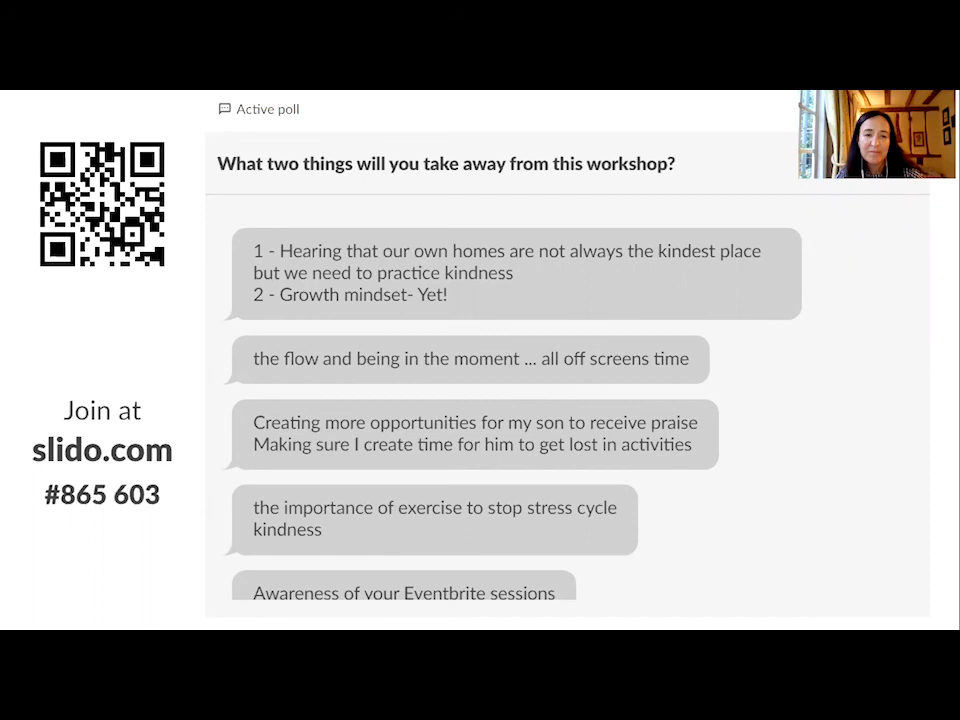 Active poll
What two things will you take away from this workshop?
1 - Hearing that our own homes are not always the kindest place
but we need to practice kindness
2 - Growth mindset- Yet!
the flow and being in the moment ... all off screens time
Creating more opportunities for my son to receive praise
Making sure I create time for him to get lost in activities
the importance of exercise to stop stress cycle
kindness
Awareness of your Eventbrite sessions
Join at
slido.com
#865 603